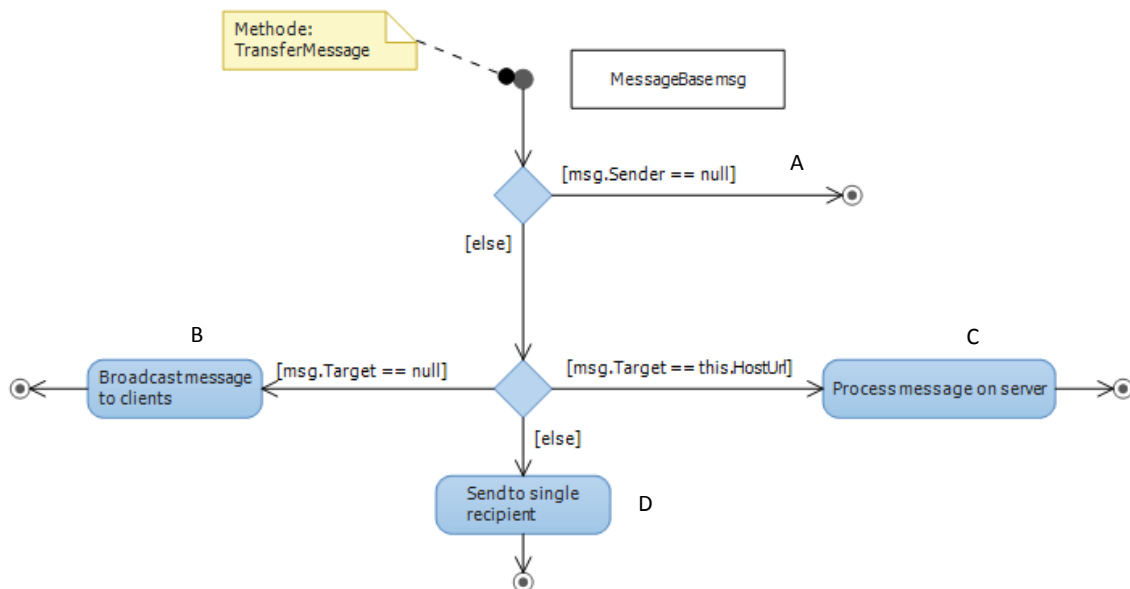 Methode:
TransferMessage
MessageBase msg
[msg.Sender == null]
A
[else]
B
C
Broadcast message
to clients
[msg.Target == null]
[msg.Target == this.HostUrl]
Process message on server
[else]
Send to single
recipient
D